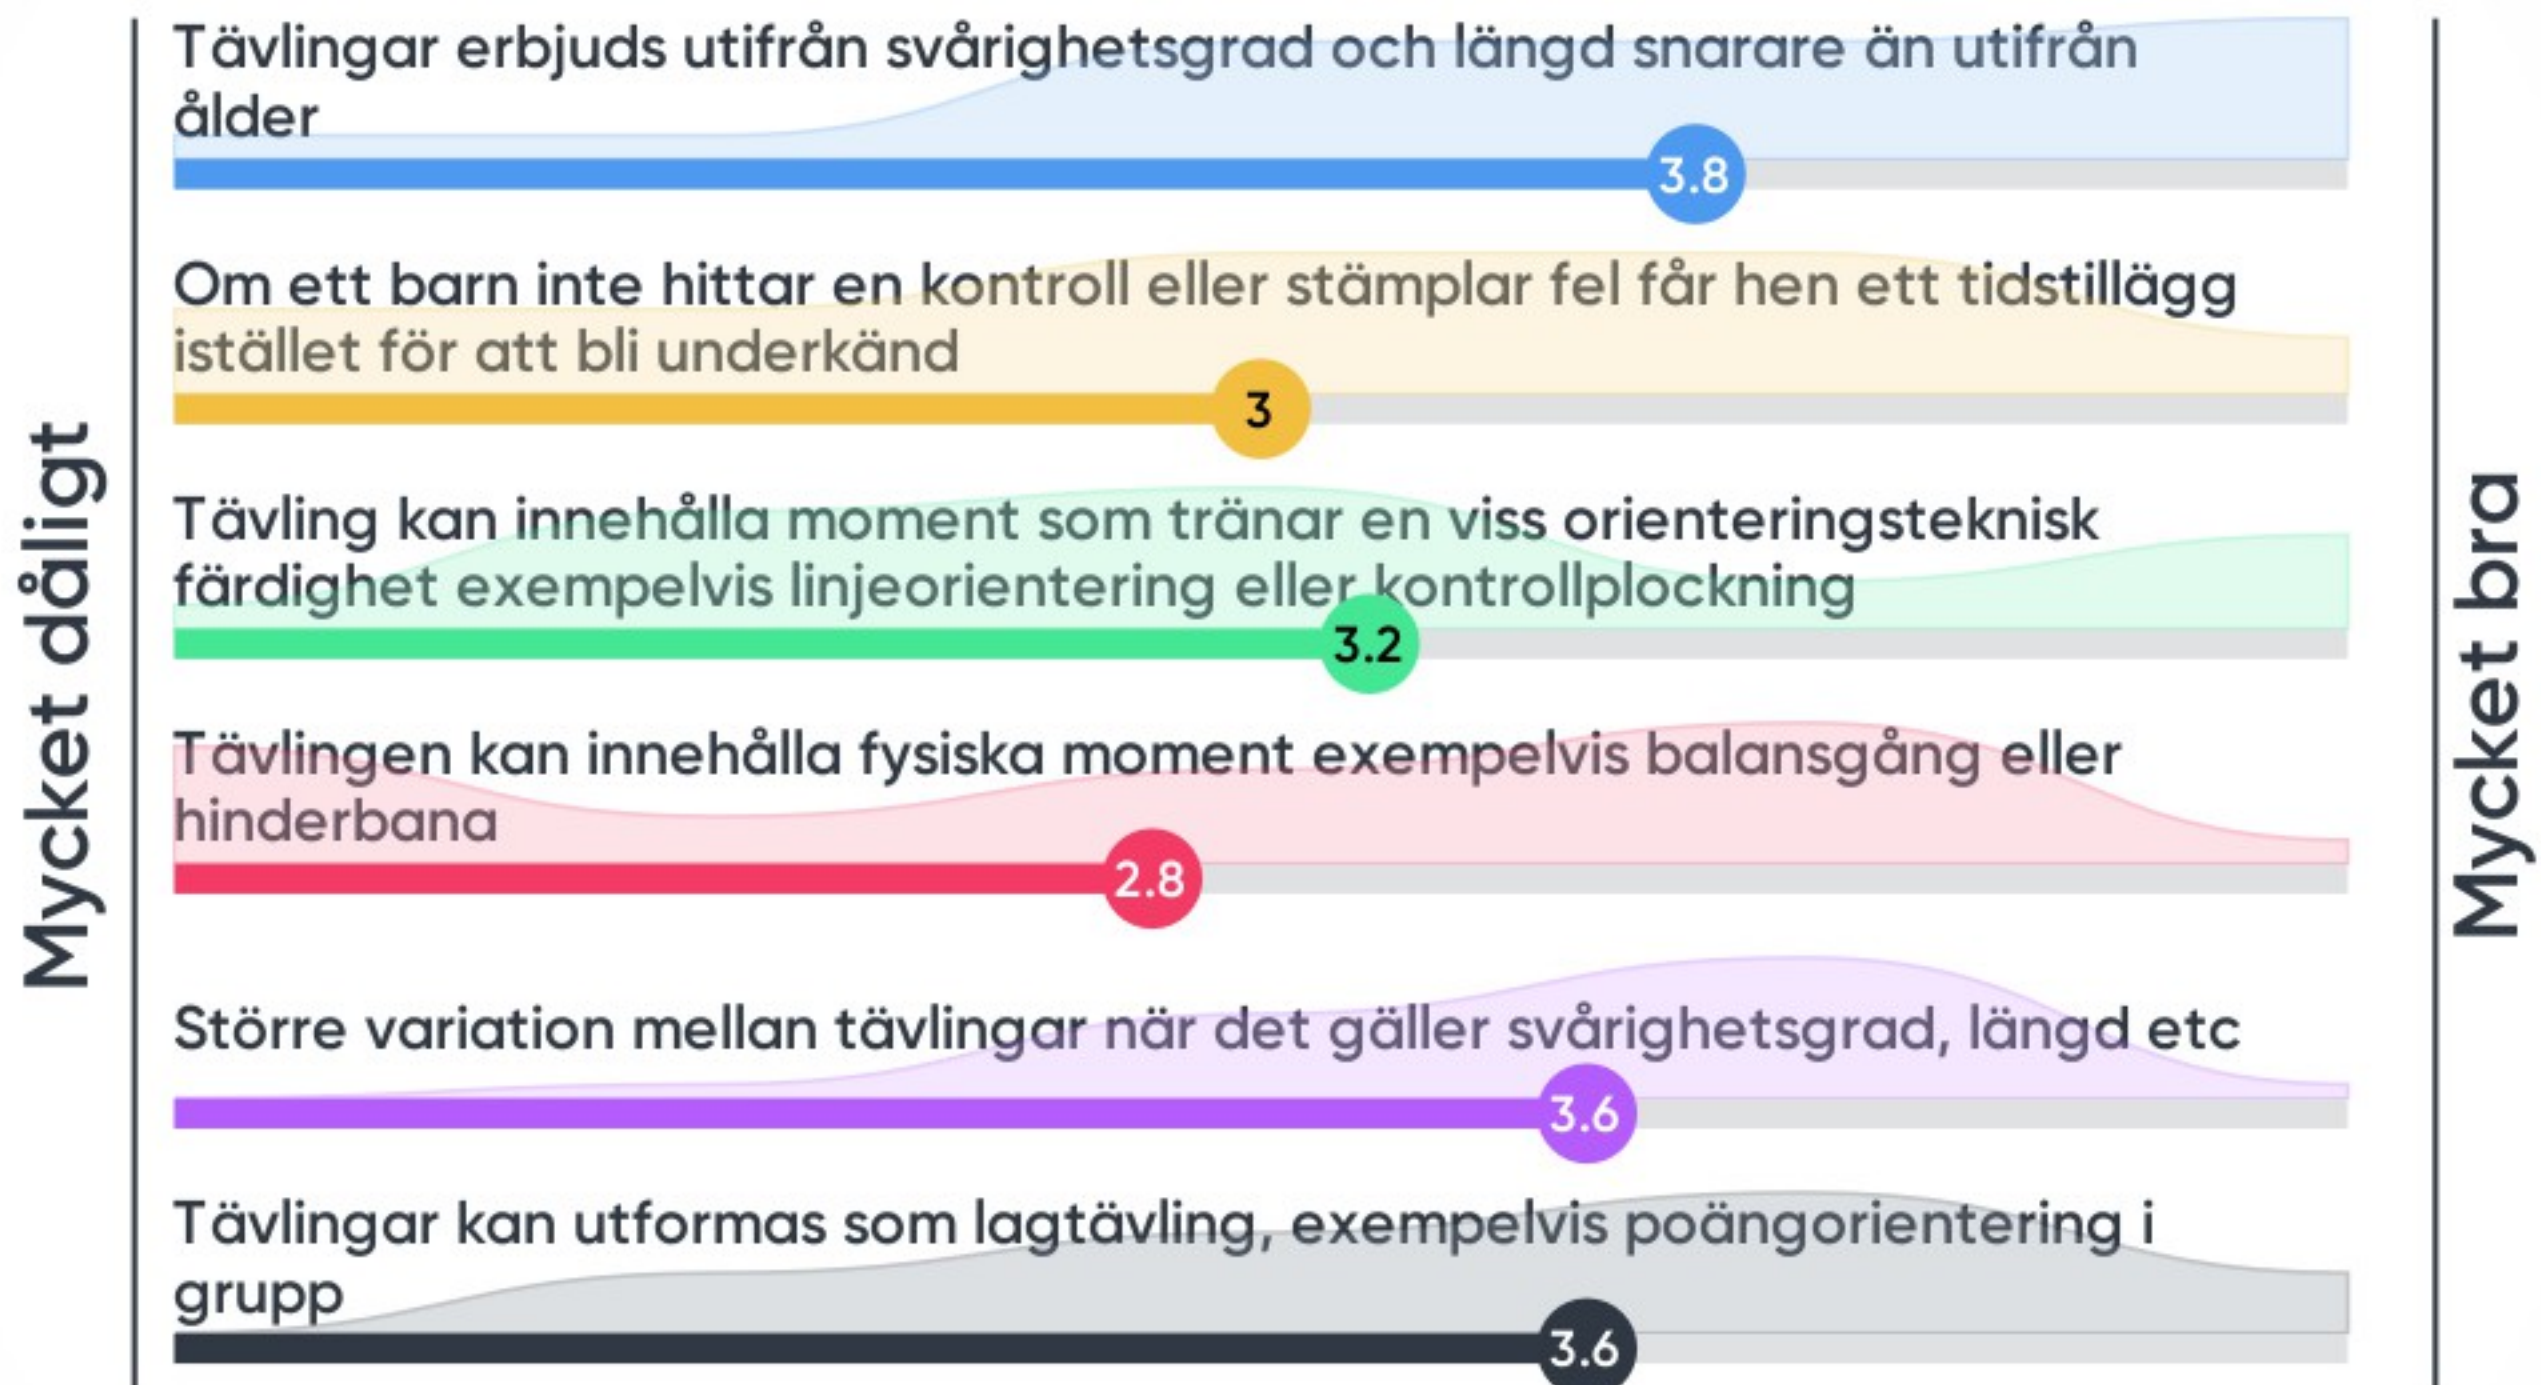 Mycket dåligt
Tävlingar erbjuds utifrån svårighetsgrad och längd snarare än utifrån
ålder
3.8
Om ett barn inte hittar en kontroll eller stämplar fel får hen ett tidstillägg
istället för att bli underkänd
3
Tävling kan innehålla moment som tränar en viss orienteringsteknisk
färdighet exempelvis linjeorientering eller kontrollplockning
3.2
Tävlingen kan innehålla fysiska moment exempelvis balansgång eller
hinderbana
2.8
Större variation mellan tävlingar när det gäller svårighetsgrad, längd etc
3.6
Tävlingar kan utformas som lagtävling, exempelvis poängorientering i
grupp
3.6
Mycket bra